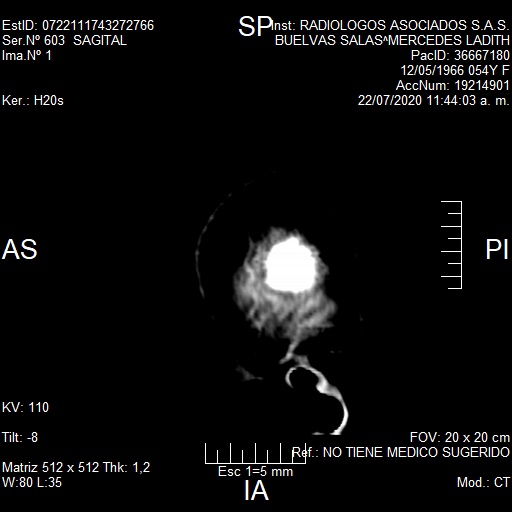 EstID: 0722111743272766
Ser.Nº 603 SAGITAL
Ima.Nº 1
Ker.: H20s
SP
Inst: RADIOLOGOS ASOCIADOS S.A.S.
BUELVAS SALAS^MERCEDES LADITH
PacID: 36667180
12/05/1966 054Y F
AccNum: 19214901
22/07/2020 11:44:03 a. m.
AS
PI
KV: 110
Tilt: -8
Matriz 512 x 512 Thk: 1,2
W:80 L:35
Esc 1=5 mm
IA
FOV: 20 x 20 cm
Ref.: NO TIENE MEDICO SUGERIDO
Mod.: CT